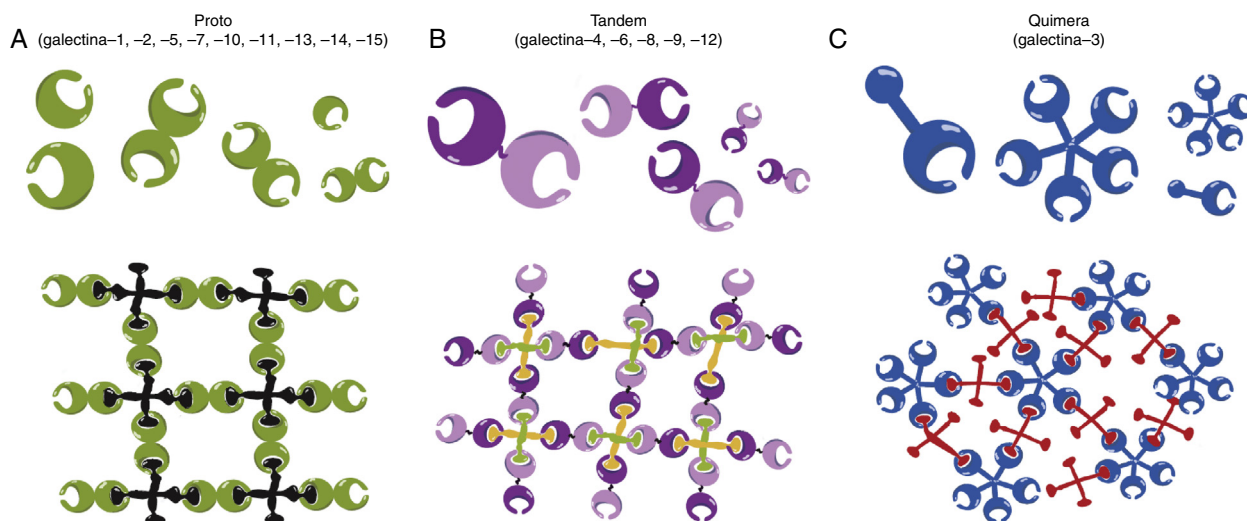 A
Proto
(galectina–1, –2, –5, –7, –10, –11, –13, –14, –15)
B
Tandem
(galectina–4, –6, –8, –9, –12)
C
Quimera
(galectina–3)